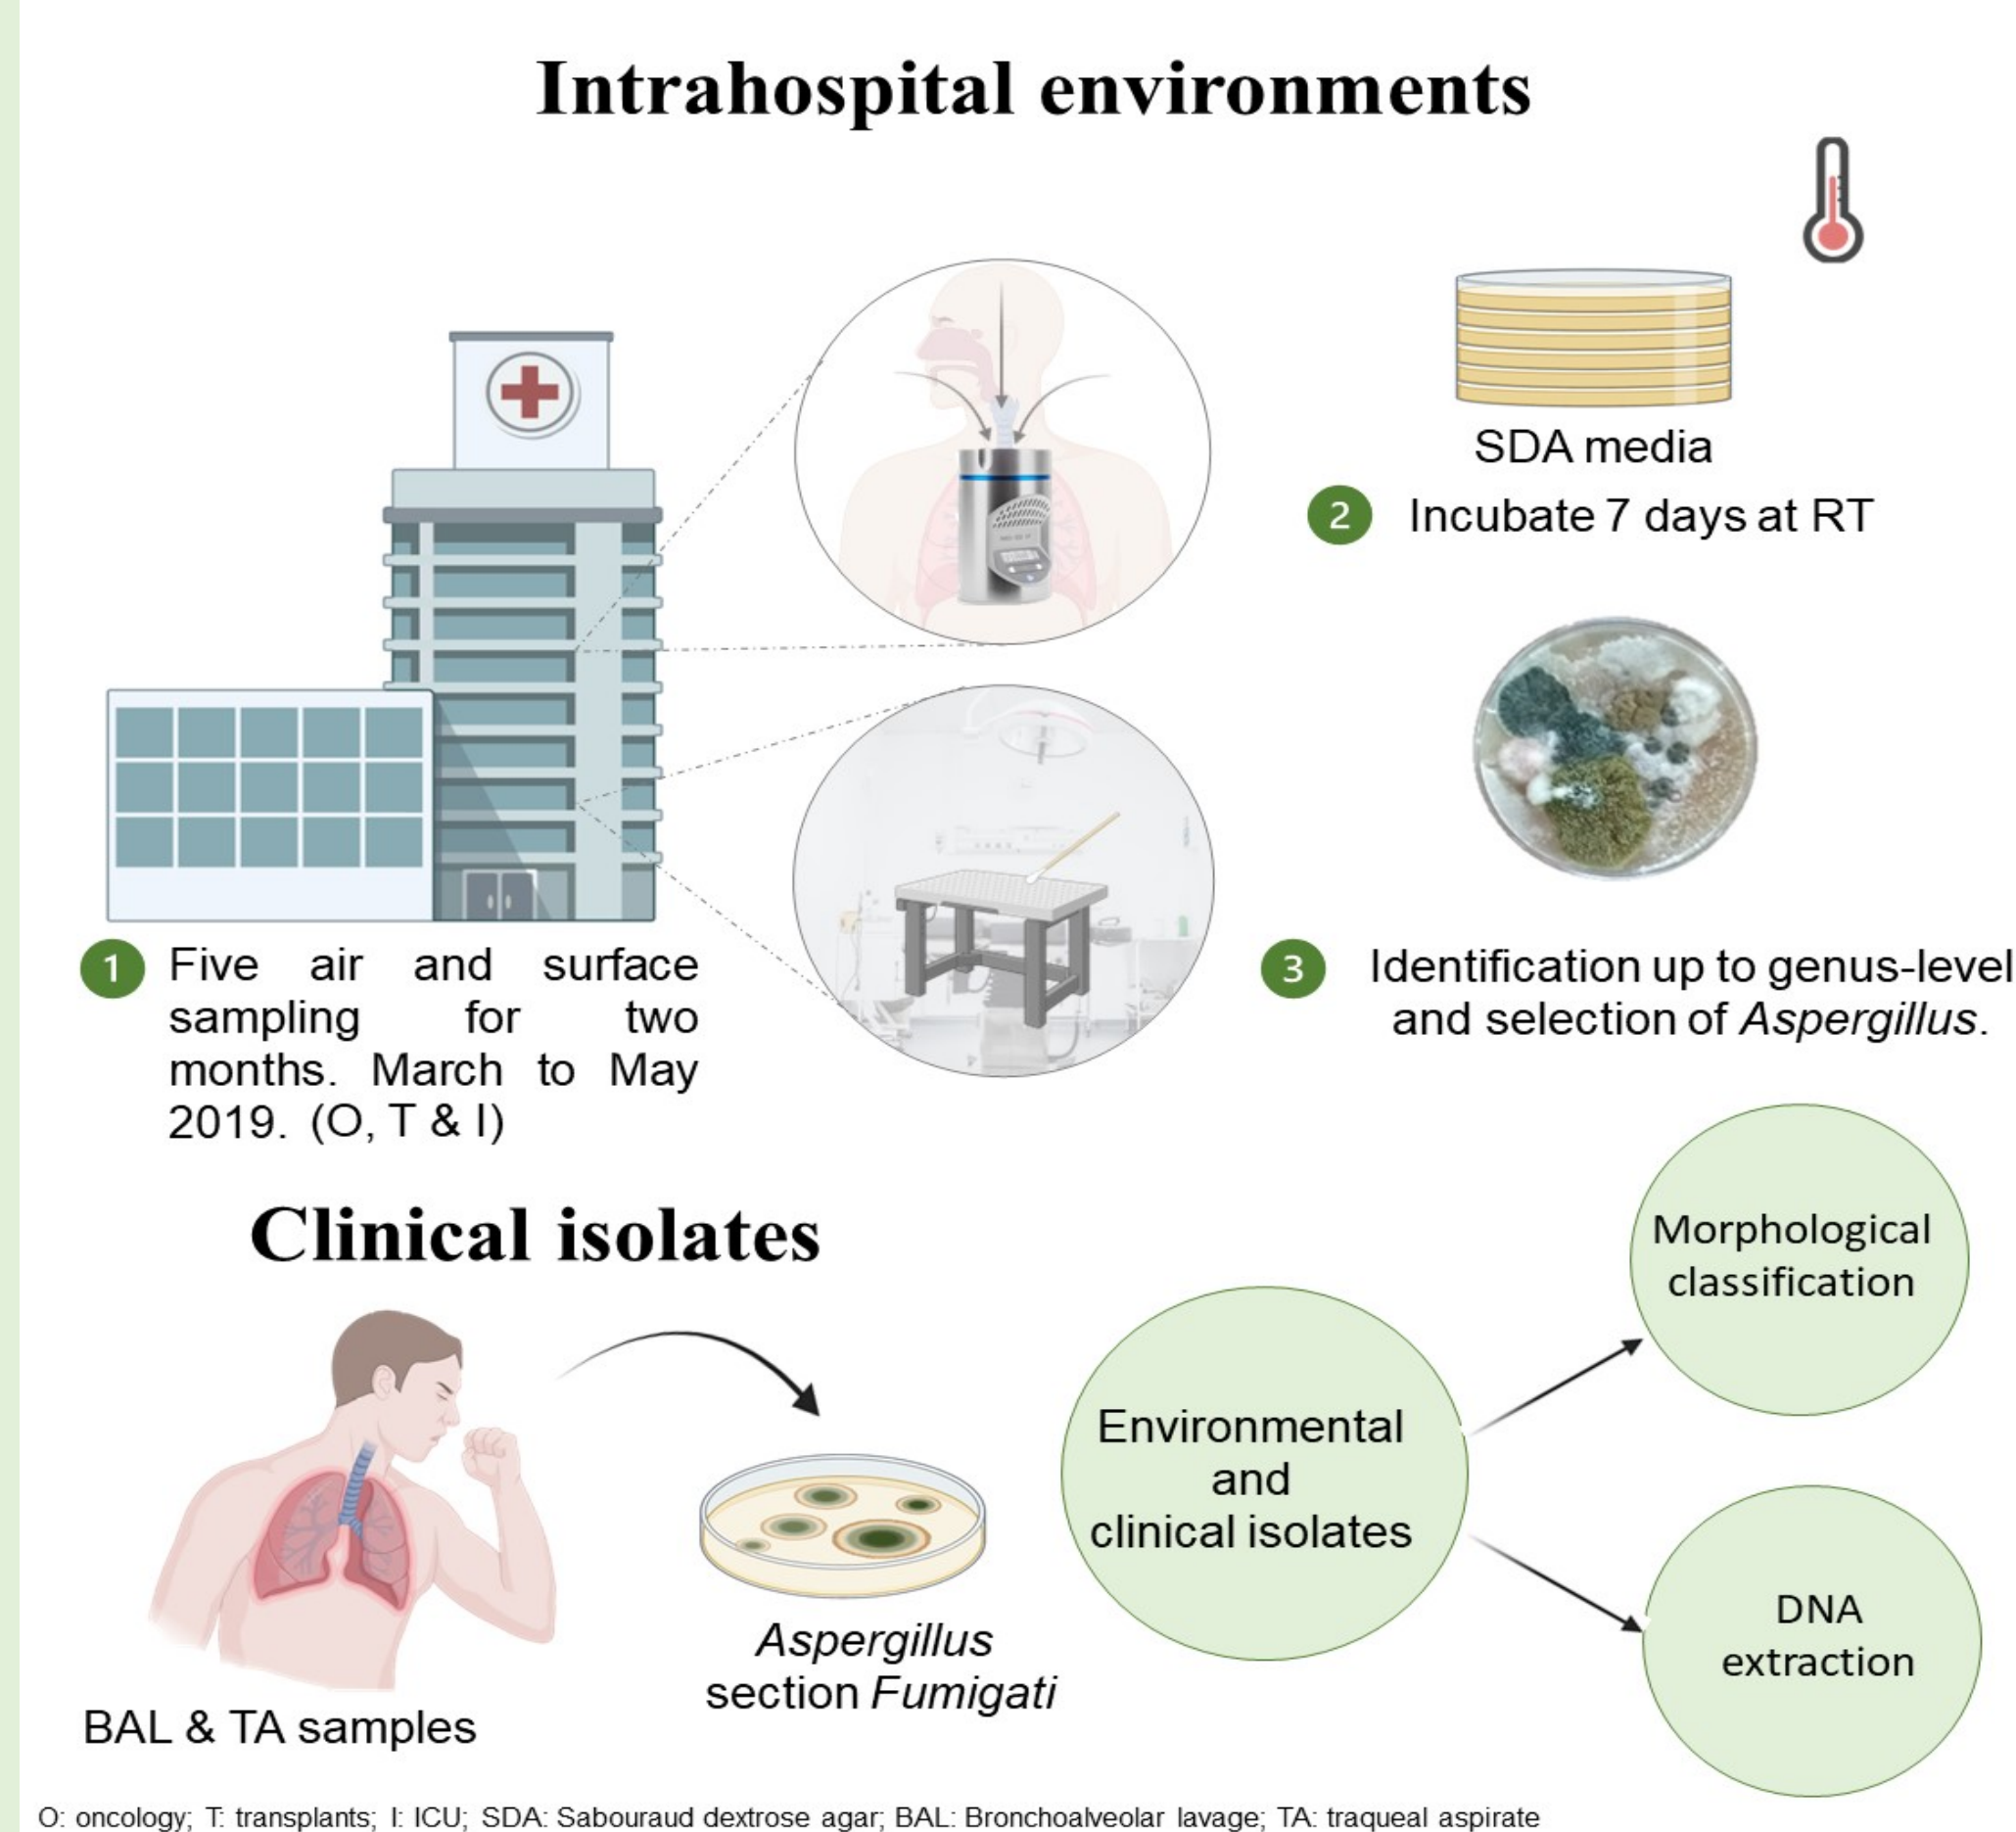 Intrahospital environments
SDA media
2 Incubate 7 days at RT
1 Five air and surface
sampling for two
months. March to May
2019. (O, T & I)
3 Identification up to genus-level
and selection of Aspergillus.
Clinical isolates
BAL & TA samples
Aspergillus
section Fumigati
Environmental
and
clinical isolates
Morphological
classification
DNA
extraction
O: oncology; T: transplants; I: ICU; SDA: Sabouraud dextrose agar; BAL: Bronchoalveolar lavage; TA: traqueal aspirate